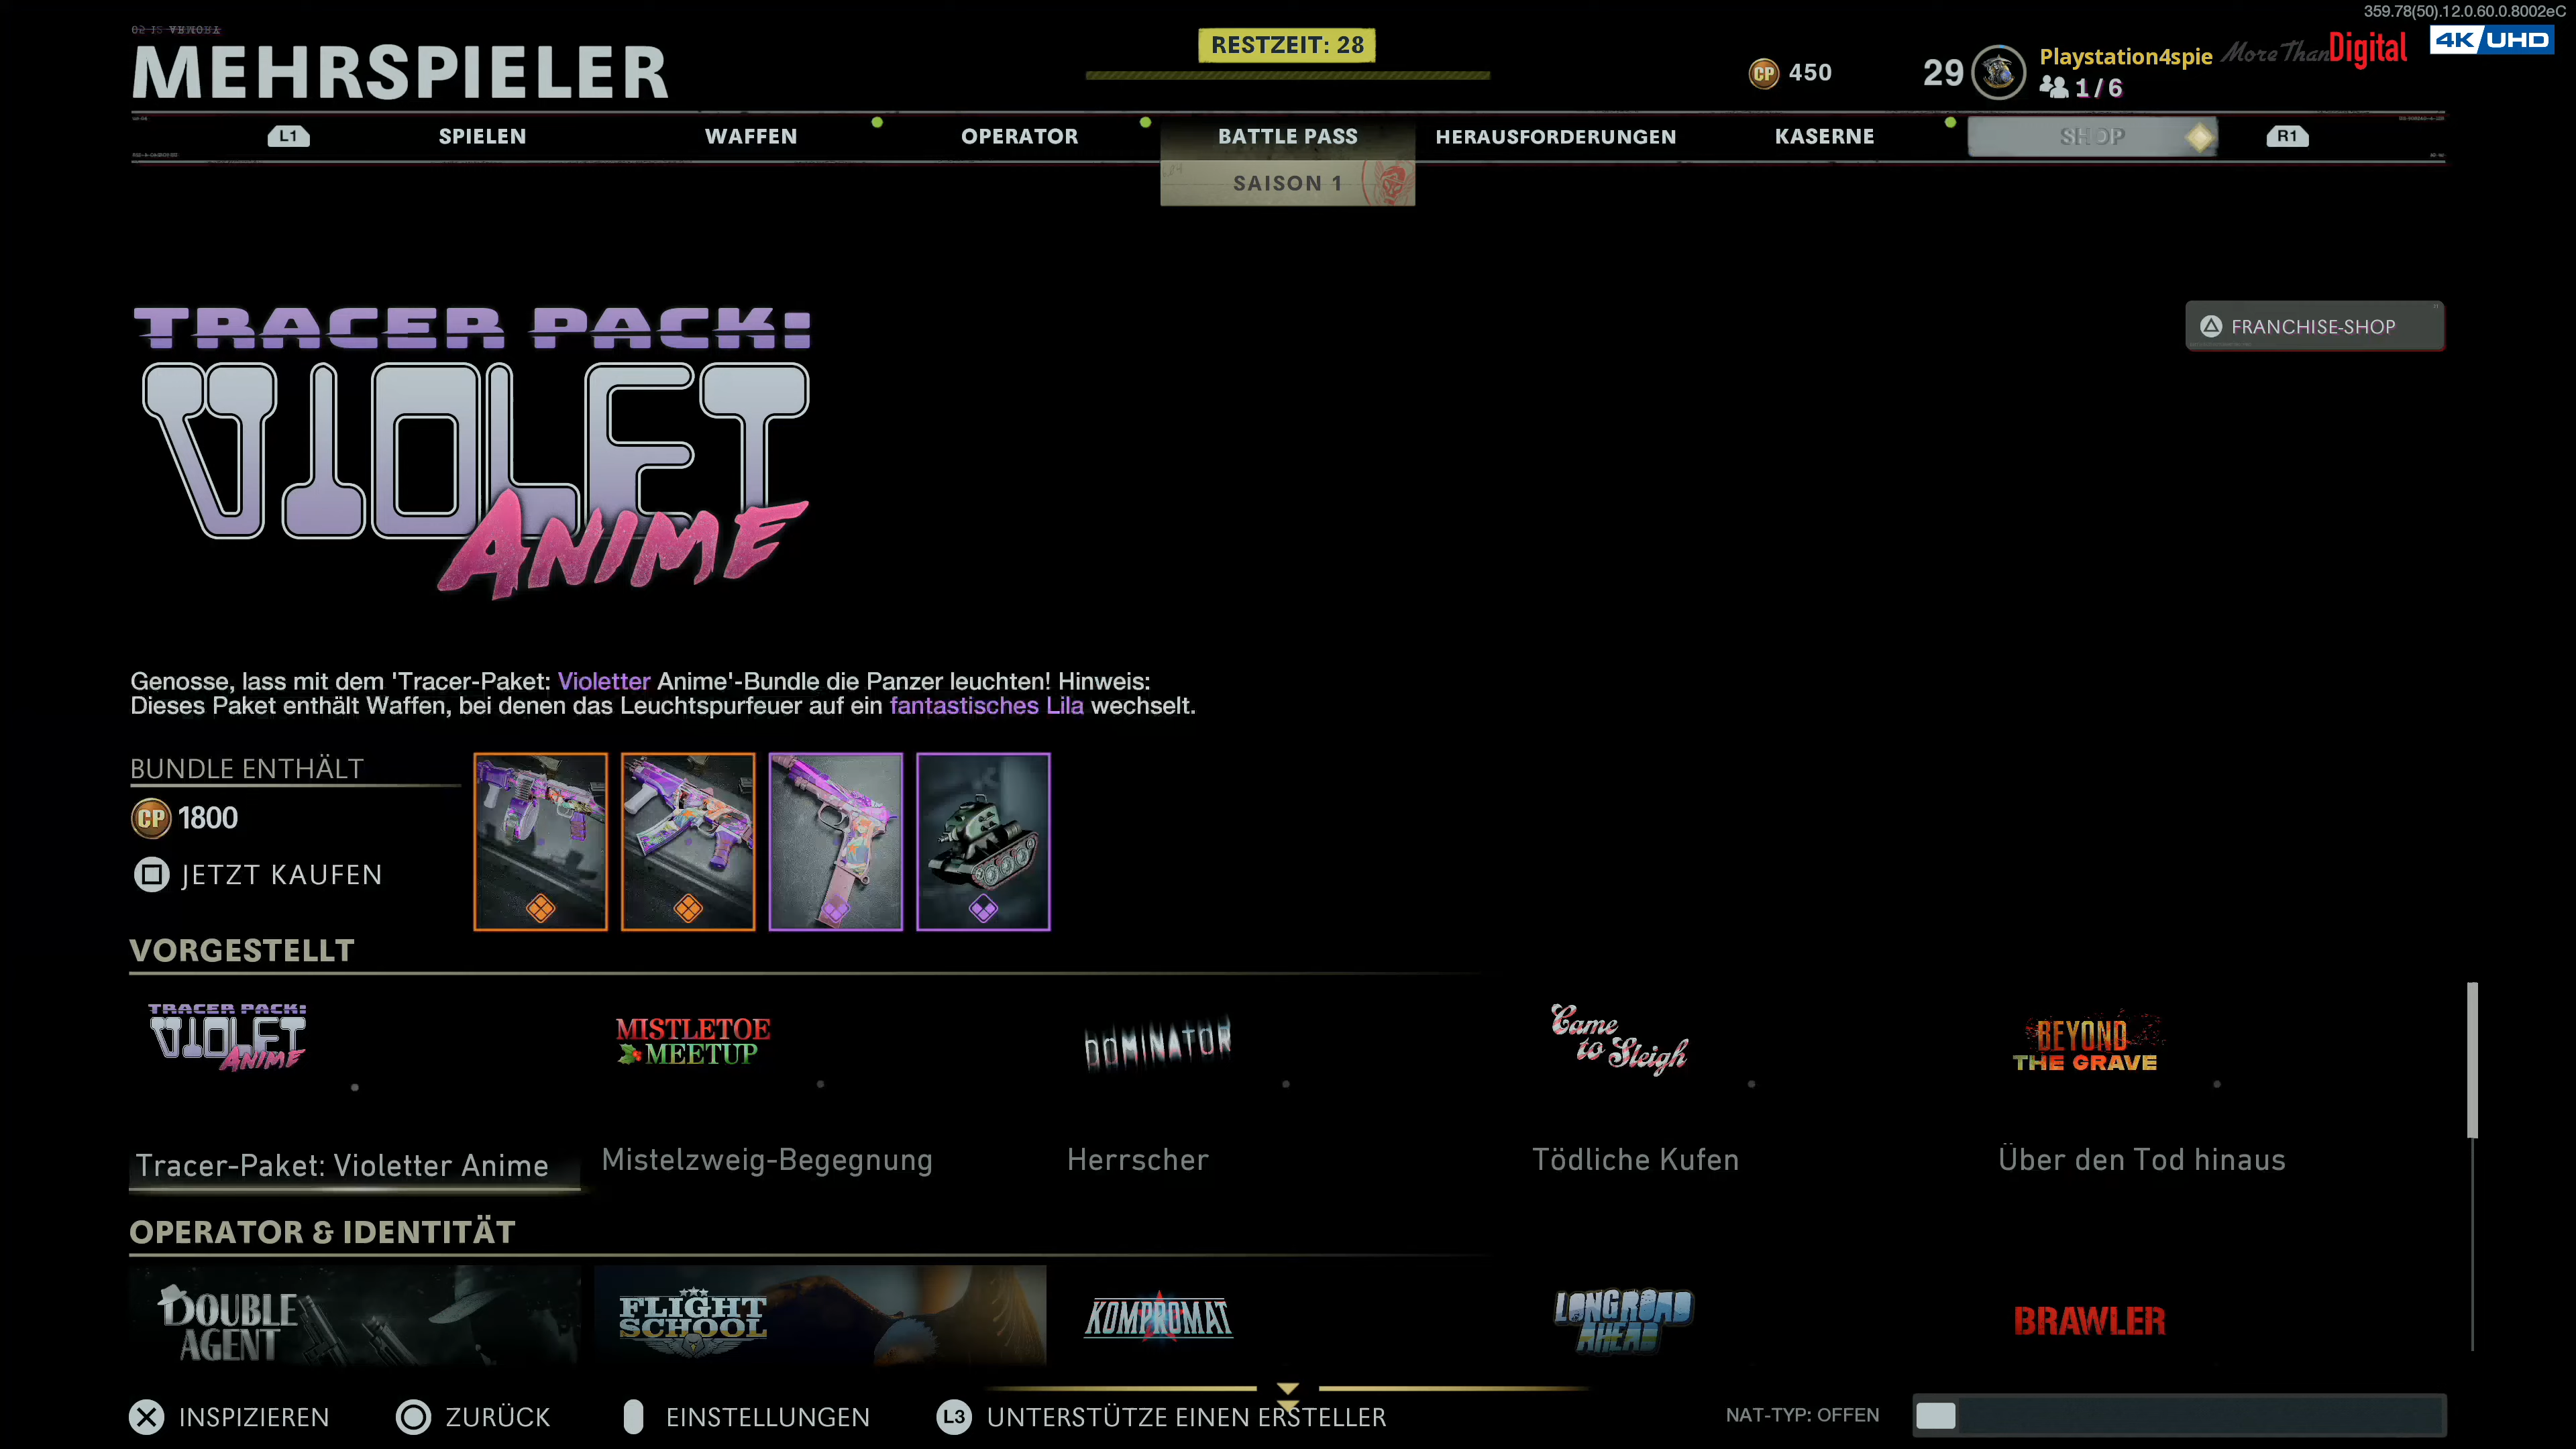 359.78(50).12.0.60.0.8002eC
MEHRSPIELER
RESTZEIT: 28
CP 450
29
Playstation4spie
1/6
More Than Digital
4K UHD
L1
SPIELEN
WAFFEN
OPERATOR
BATTLE PASS
HERAUSFORDERUNGEN
KASERNE
SHOP
R1
SAISON 1
TRACER PACK:
VIOLET
ANIME
FRANCHISE-SHOP
Genosse, lass mit dem 'Tracer-Paket: Violetter Anime'-Bundle die Panzer leuchten! Hinweis:
Dieses Paket enthält Waffen, bei denen das Leuchtspurfeuer auf ein fantastisches Lila wechselt.
BUNDLE ENTHÄLT
CP 1800
JETZT KAUFEN
VORGESTELLT
TRACER PACK:
VIOLET
ANIME
MISTLETOE
MEETUP
DOMINATOR
Came
to Sleigh
BEYOND
THE GRAVE
Tracer-Paket: Violetter Anime
Mistelzweig-Begegnung
Herrscher
Tödliche Kufen
Über den Tod hinaus
OPERATOR & IDENTITÄT
DOUBLE
AGENT
FLIGHT
SCHOOL
KOMPROMAT
LONG ROAD
AHEAD
BRAWLER
INSPIZIEREN
ZURÜCK
EINSTELLUNGEN
L3 UNTERSTÜTZE EINEN ERSTELLER
NAT-TYP: OFFEN